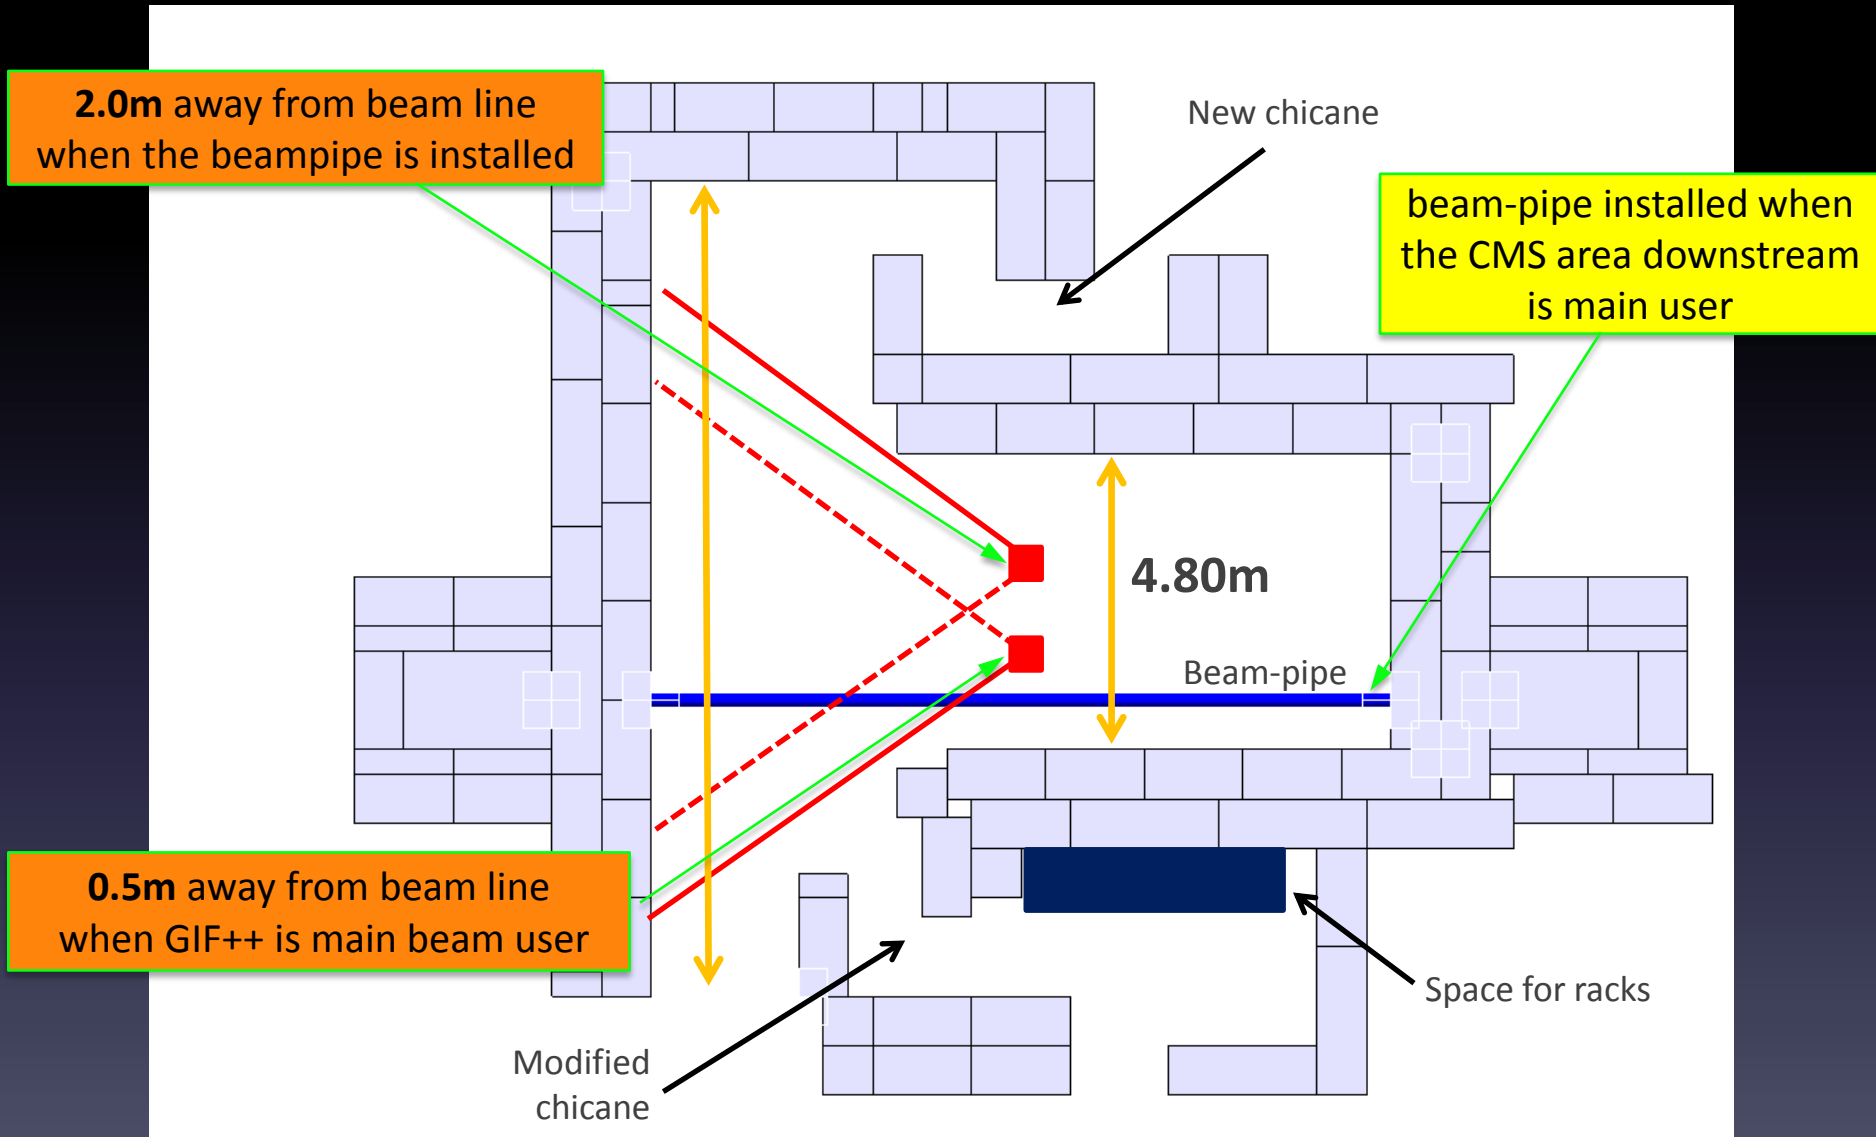 2.0m away from beam line
when the beampipe is installed
New chicane
beam-pipe installed when
the CMS area downstream
is main user
4.80m
Beam-pipe
0.5m away from beam line
when GIF++ is main beam user
Space for racks
Modified
chicane